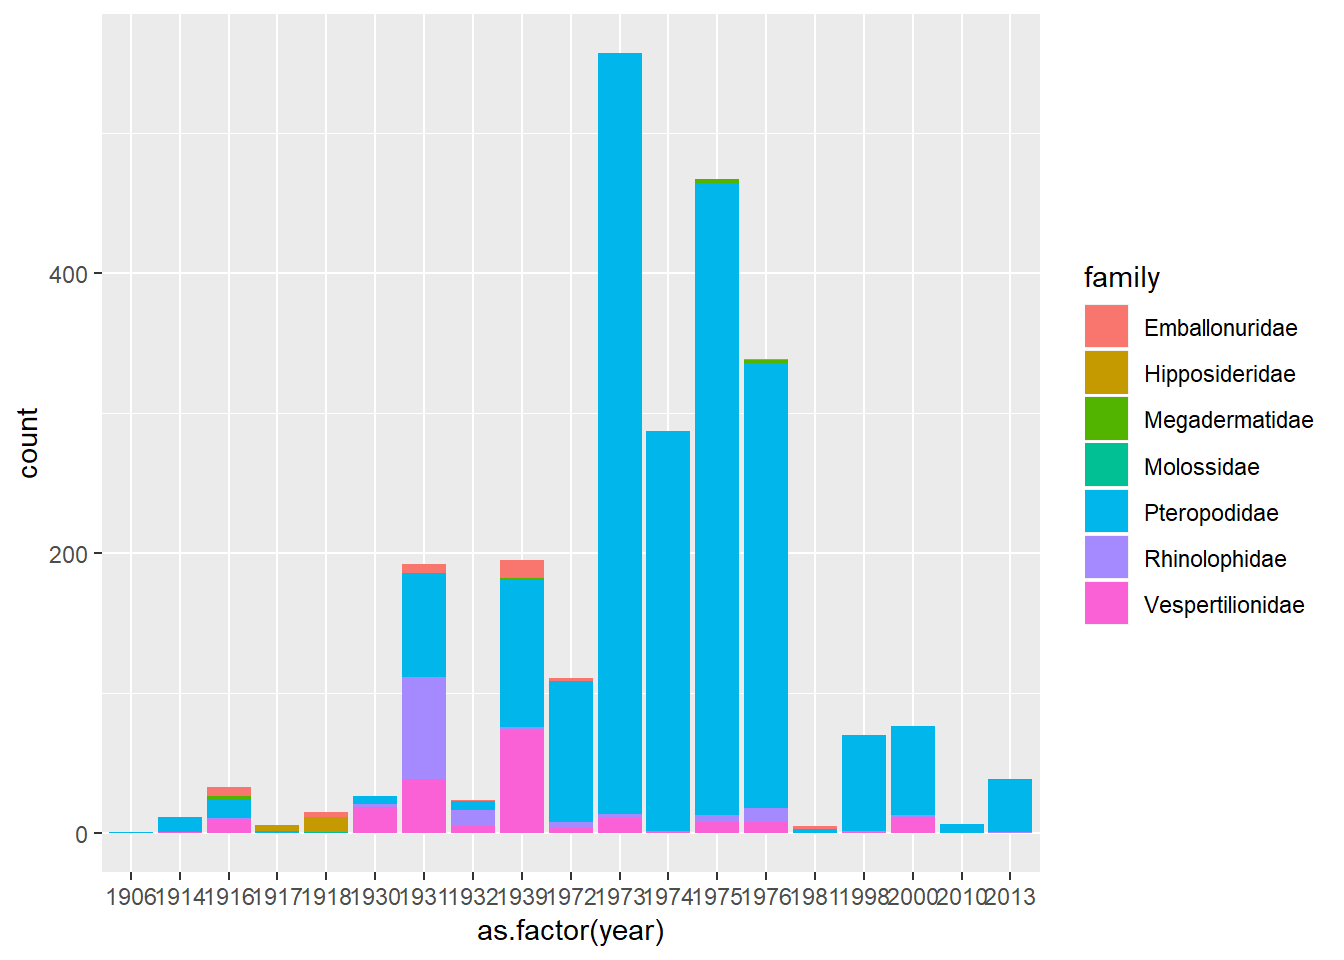 family
Emballonuridae
Hipposideridae
Megadermatidae
Molossidae
Pteropodidae
Rhinolophidae
Vespertilionidae
count
400
200
0
1906 1914 1916 1917 1918 1930 1931 1932 1939 1972 1973 1974 1975 1976 1981 1998 2000 2010 2013
as.factor(year)